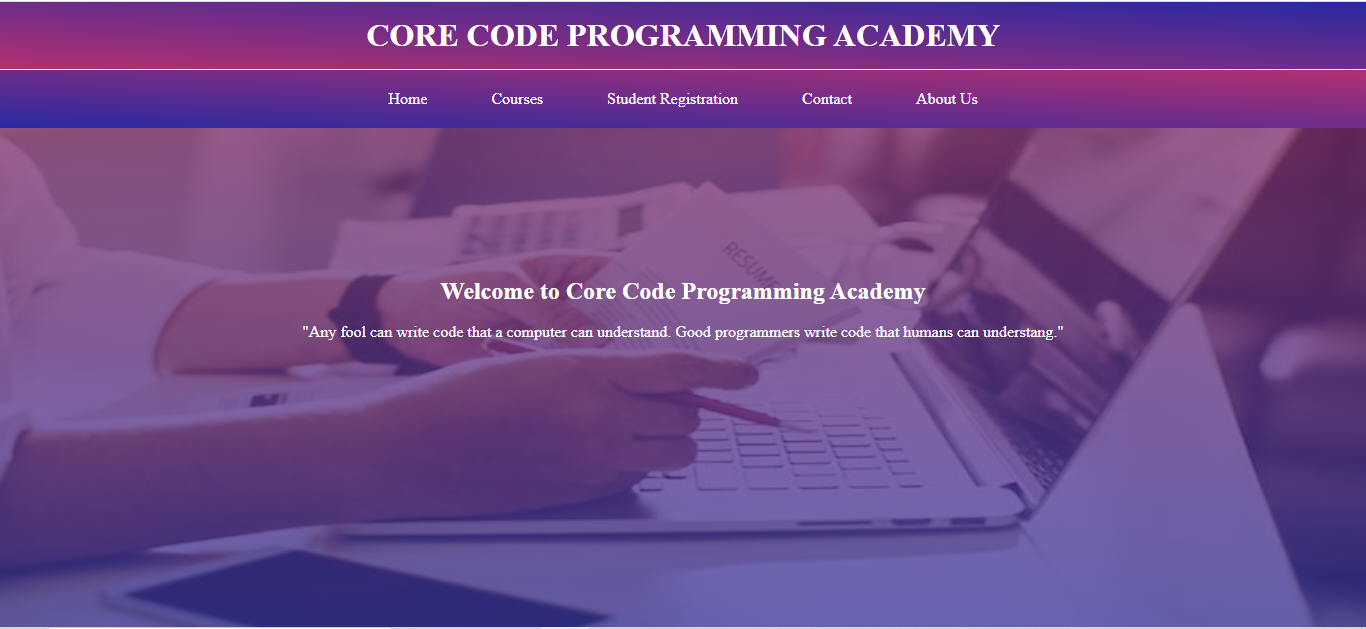 CORE CODE PROGRAMMING ACADEMY
Home Courses Student Registration Contact About Us
RESUME
Welcome to Core Code Programming Academy
"Any fool can write code that a computer can understand. Good programmers write code that humans can understang."